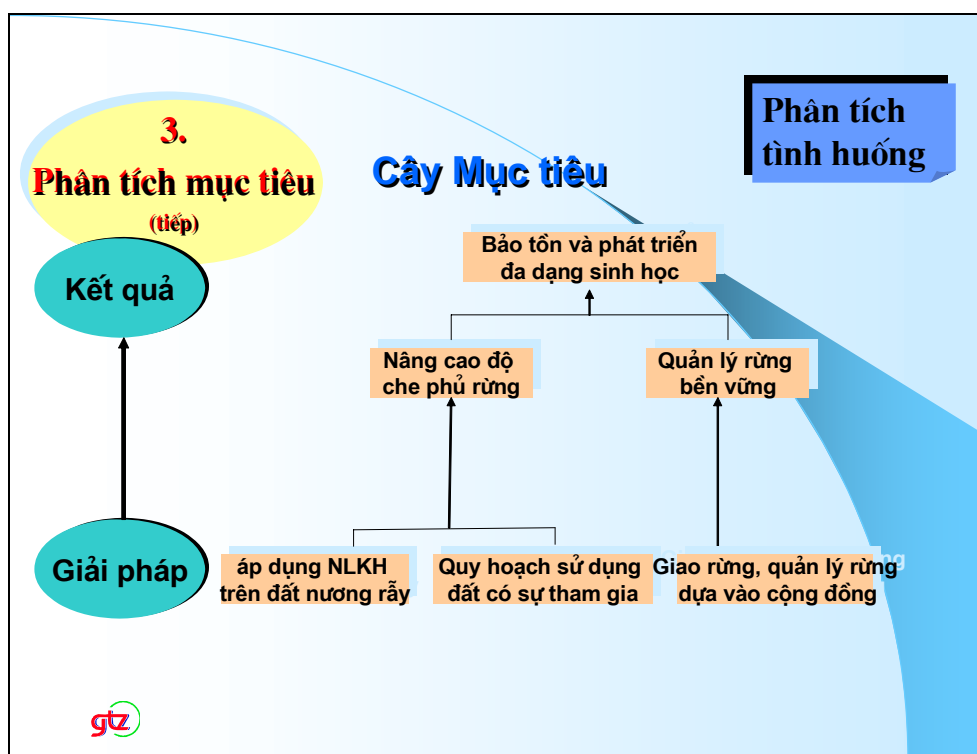 3.
Phân tích mục tiêu
(tiếp)
Cây Mục tiêu
Phân tích
tình huống
Bảo tồn và phát triển
đa dạng sinh học
Kết quả
Nâng cao độ
che phủ rừng
Quản lý rừng
bền vững
Giải pháp
áp dụng NLKH
trên đất nương rẫy
Quy hoạch sử dụng
đất có sự tham gia
Giao rừng, quản lý rừng
dựa vào cộng đồng
gtz